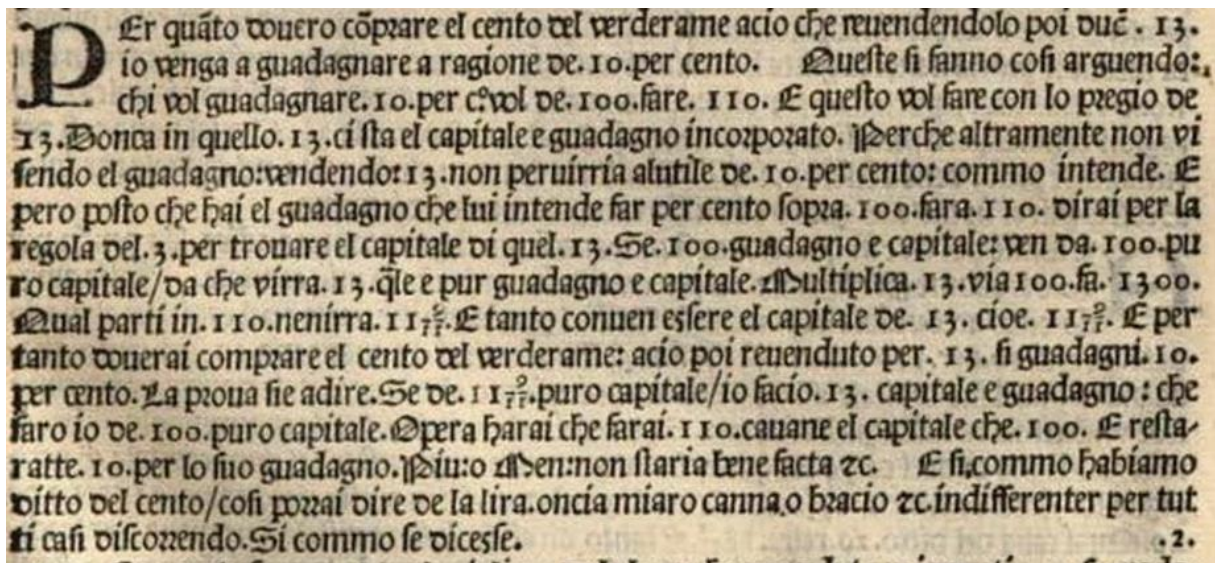 PEr quãto douero cõprare el cento del verderame acio che reuendendolo poi duc̃. 13.
io venga a guadagnare a ragione de. 10. per cento. Queste si fanno cosi arguendo:
chi vol guadagnare. 10. per c.º vol de. 100. fare. 110. E questo vol fare con lo pregio de
13. Donca in quello. 13. ci sta el capitale e guadagno incorporato. Perche altramente non vi
sendo el guadagno: vendendo: 13. non peruirria alutile de. 10. per cento: commo intende. E
pero posto che hai el guadagno che lui intende far per cento sopra. 100. fara. 110. dirai per la
regola del. 3. per trouare el capitale di quel. 13. Se. 100. guadagno e capitale: ven da. 100. pu
ro capitale/da che virra. 13. q̃le e pur guadagno e capitale. Multiplica. 13. via 100. fa. 1300.
Qual parti in. 110. nenirra. 11 9/11. E tanto conuen essere el capitale de. 13. cioe. 11 9/11. E per
tanto douerai comprare el cento del verderame: acio poi reuenduto per. 13. si guadagni. 10.
per cento. La proua sie adire. Se de. 11 9/11. puro capitale/io facio. 13. capitale e guadagno: che
faro io de. 100. puro capitale. Opera harai che farai. 110. cauane el capitale che. 100. E resta/
ratte. 10. per lo suo guadagno. Piu: o Men: non staria bene facta ⁊c. E si.commo habiamo
ditto del cento/cosi porrai dire de la lira. oncia miaro canna. o bracio ⁊c. indifferenter per tut
ti casi discorrendo. Si commo se dicesse. .2.